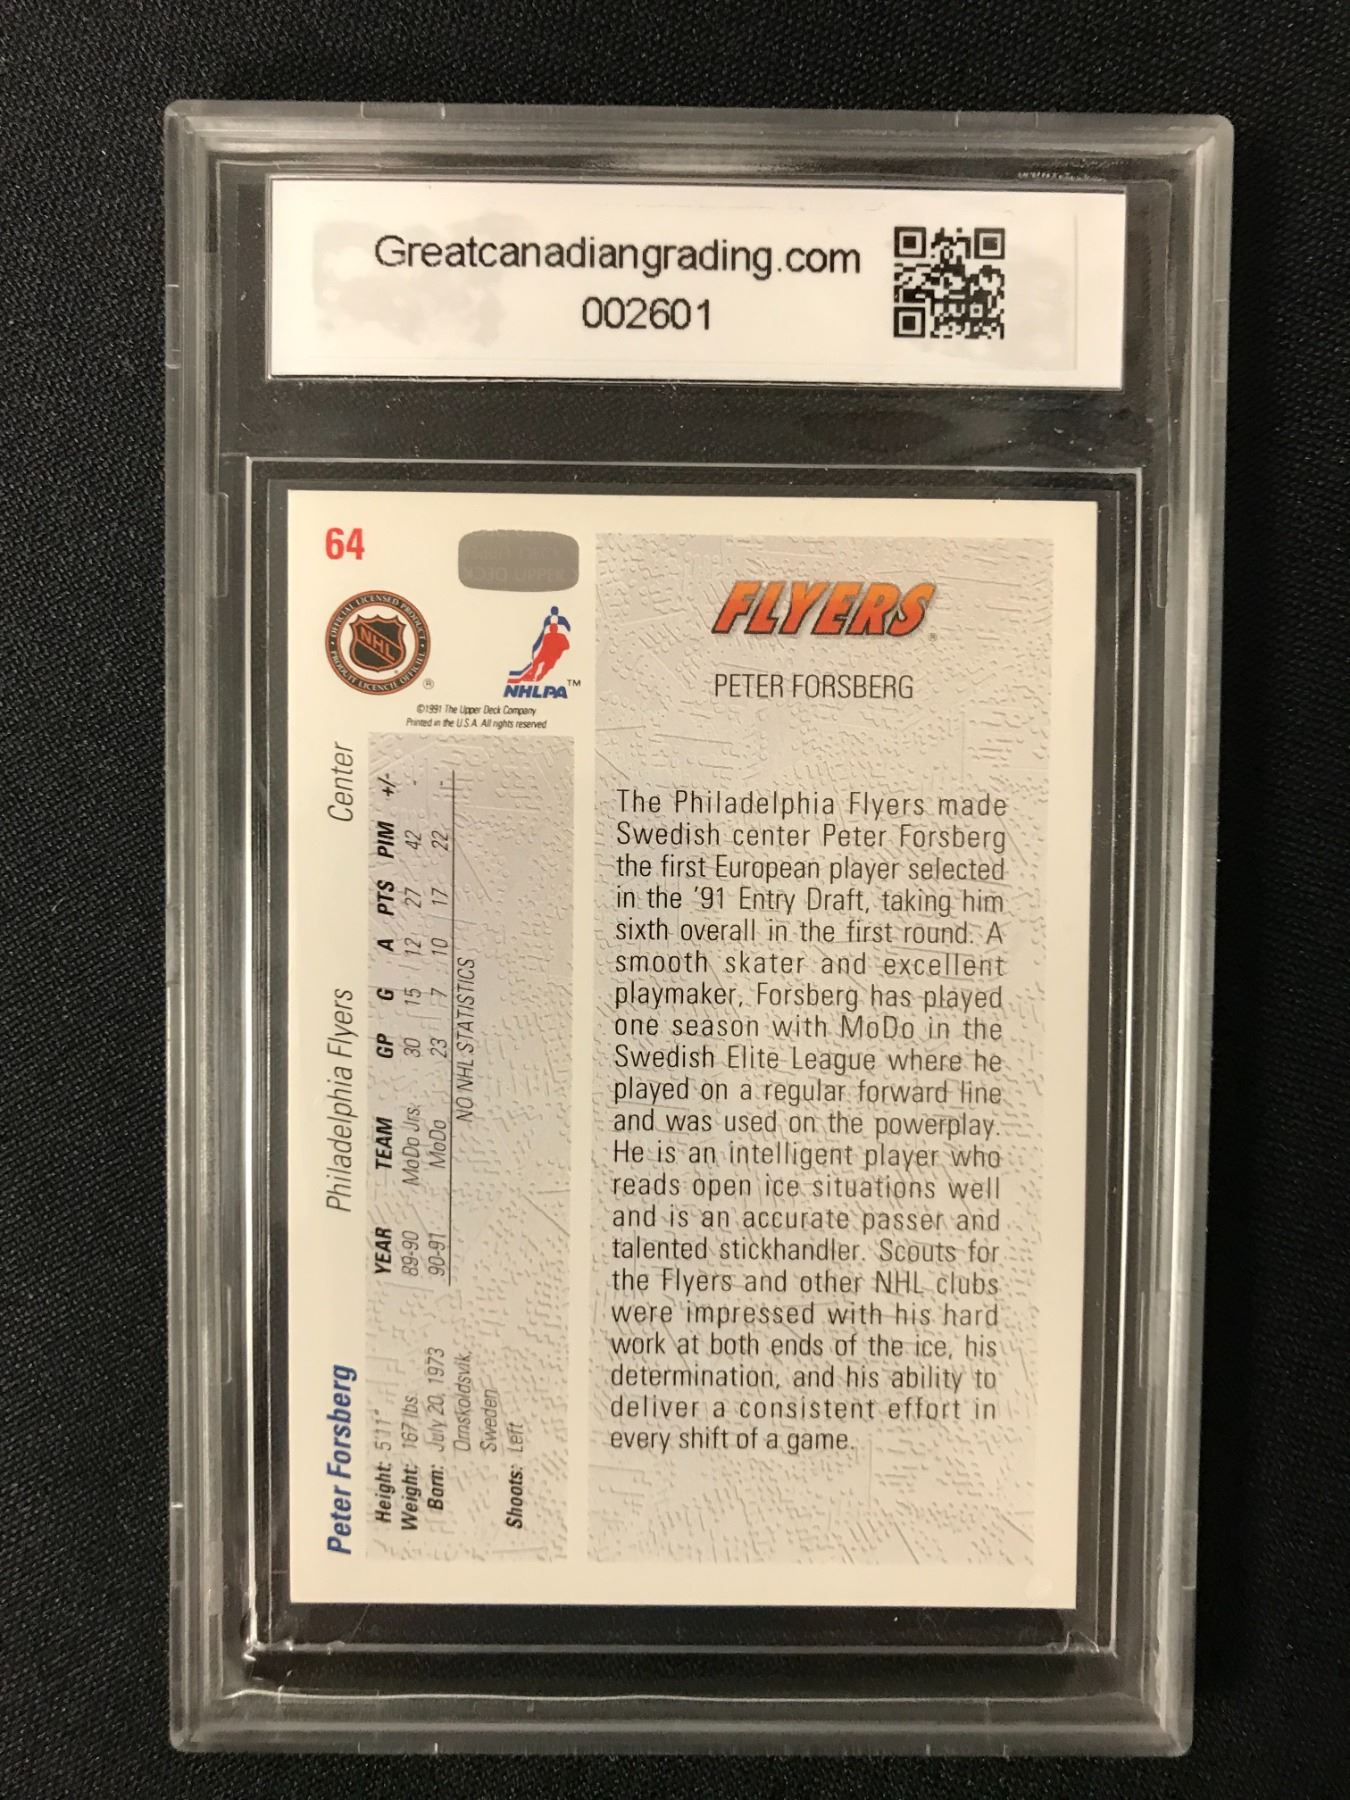 Greatcanadiangrading.com
002601
64
OFFICIAL LICENSED PRODUCT
NHL
PRODUIT LICENCIE OFFICIEL
®
NHLPA™
©1991 The Upper Deck Company
Printed in the U.S.A. All rights reserved
FLYERS®
PETER FORSBERG
The Philadelphia Flyers made
Swedish center Peter Forsberg
the first European player selected
in the '91 Entry Draft, taking him
sixth overall in the first round. A
smooth skater and excellent
playmaker, Forsberg has played
one season with MoDo in the
Swedish Elite League where he
played on a regular forward line
and was used on the powerplay.
He is an intelligent player who
reads open ice situations well
and is an accurate passer and
talented stickhandler. Scouts for
the Flyers and other NHL clubs
were impressed with his hard
work at both ends of the ice, his
determination, and his ability to
deliver a consistent effort in
every shift of a game.
Peter Forsberg Philadelphia Flyers Center
Height: 5'11"
Weight: 167 lbs.
Born: July 20, 1973
Ornskoldsvik,
Sweden
Shoots: Left
YEAR TEAM GP G A PTS PIM +/-
89-90 MoDo Jrs. 30 15 12 27 42 -
90-91 MoDo 23 7 10 17 22 -
NO NHL STATISTICS